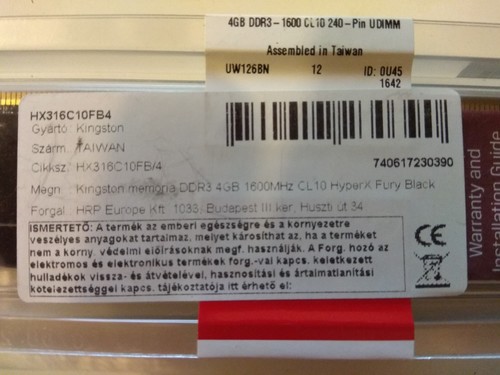 4GB DDR3-1600 CL10 240-Pin UDIMM
Assembled in Taiwan
UW126BN 12 ID: 0U45
1642
HX316C10FB4
Gyártó: Kingston
Szárm. TAIWAN
Cikksz.: HX316C10FB/4
740617230390
Megn.: Kingston memória DDR3 4GB 1600MHz CL10 HyperX Fury Black
Forgal.: HRP Europe Kft. 1033. Budapest III ker, Huszti út 34
ISMERTETŐ: A termék az emberi egészségre és a környezetre
veszélyes anyagokat tartalmaz, melyet károsíthat az, ha a terméket
nem a körny. védelmi előírásoknak megf. használják. A Forg. hozó az
elektromos és elektronikus termékek forg.-val kapcs. keletkezett
hulladékok vissza- és átvételével, hasznosítási és ártalmatlanítási
kötelezettséggel kapcs. tájékoztatója itt érhető el:
CE
Warranty and
Installation Guide